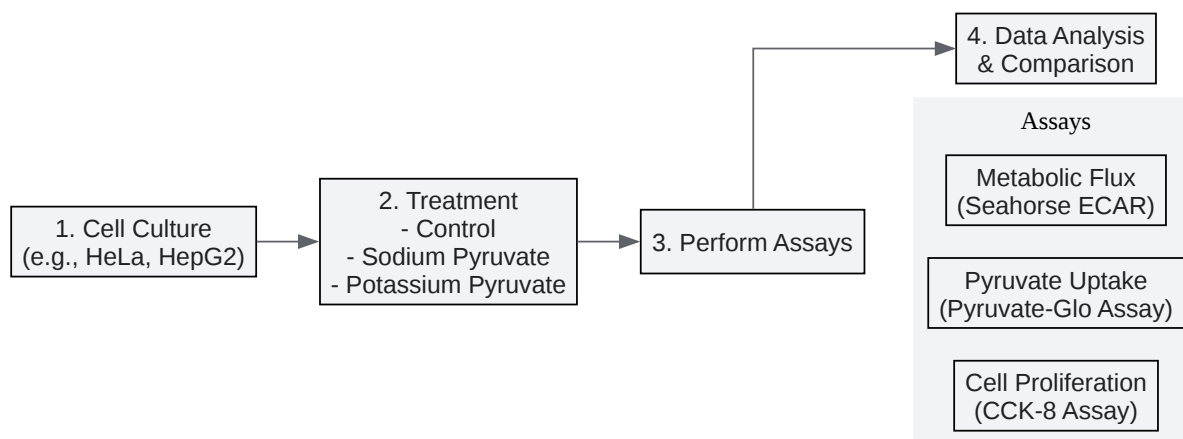 1. Cell Culture
(e.g., HeLa, HepG2)
2. Treatment
- Control
- Sodium Pyruvate
- Potassium Pyruvate
3. Perform Assays
4. Data Analysis
& Comparison
Assays
Metabolic Flux
(Seahorse ECAR)
Pyruvate Uptake
(Pyruvate-Glo Assay)
Cell Proliferation
(CCK-8 Assay)